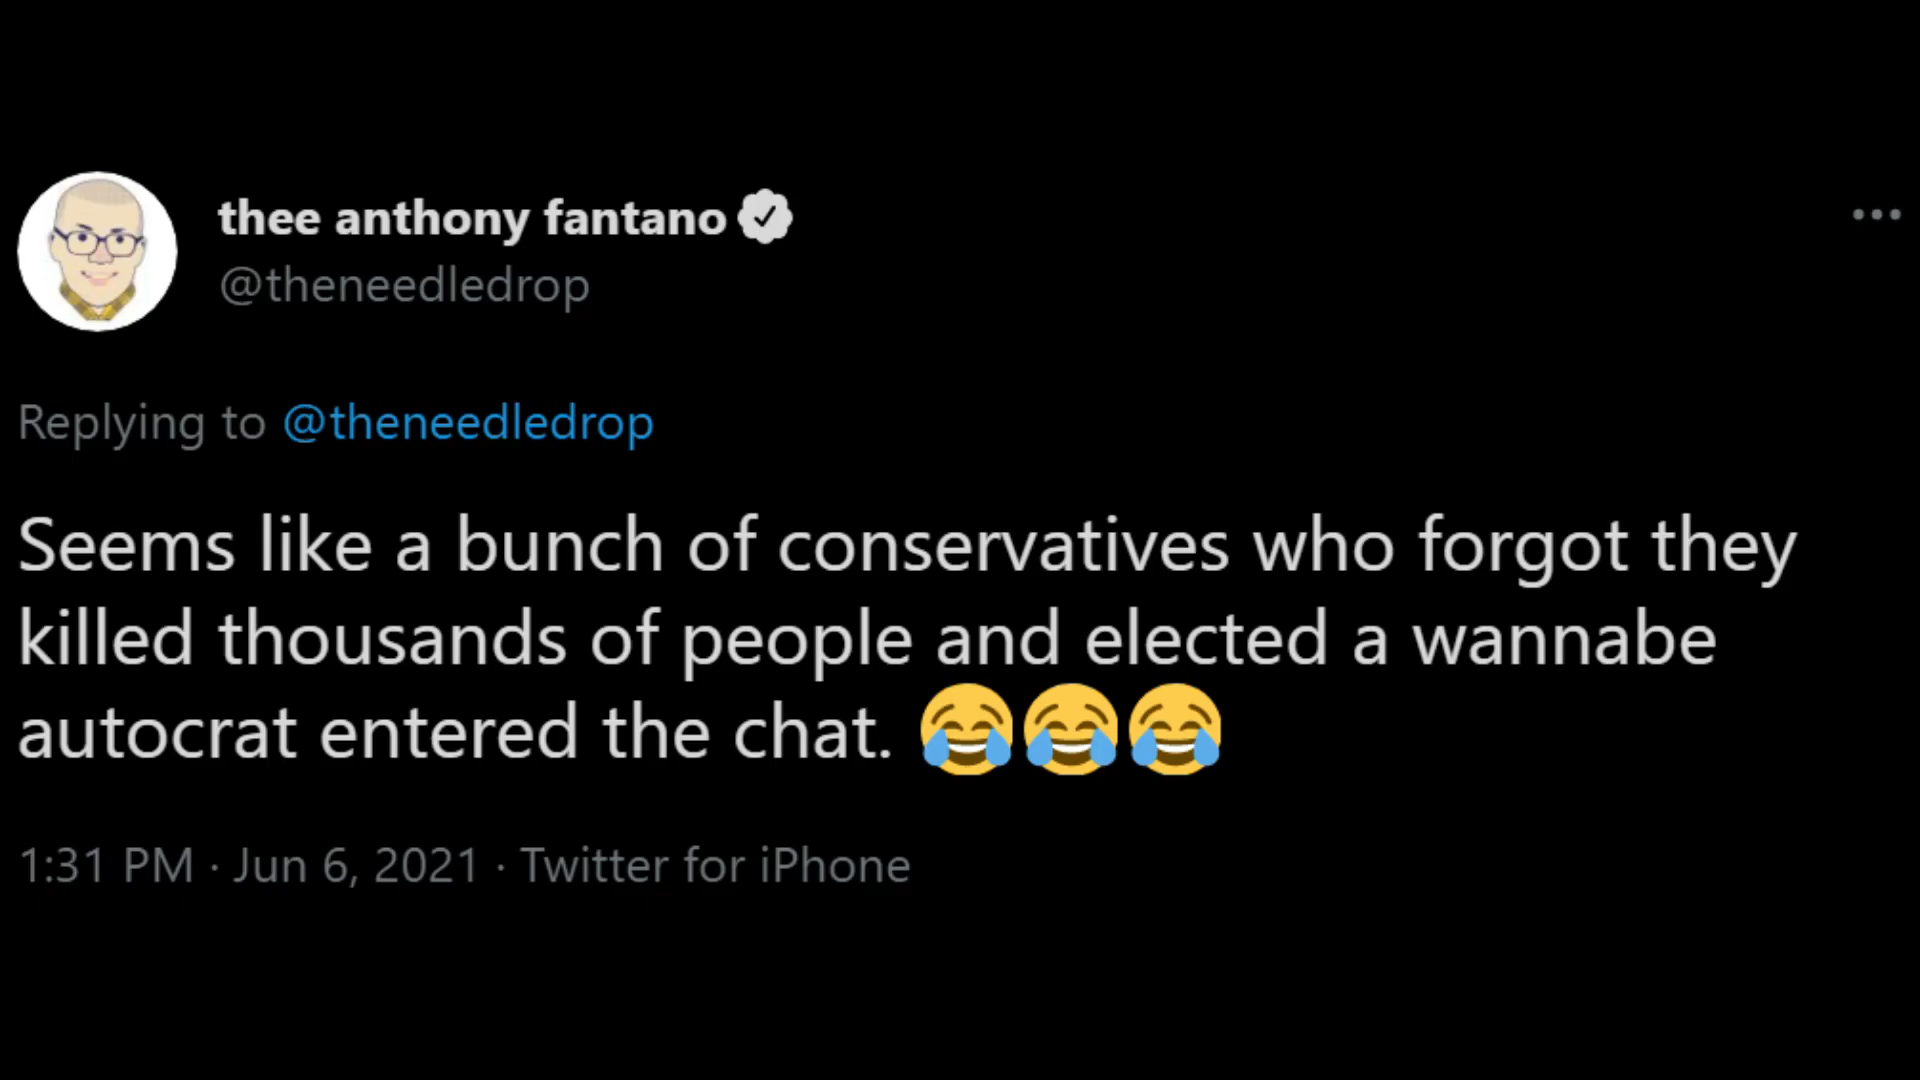 thee anthony fantano
@theneedledrop
Replying to @theneedledrop
Seems like a bunch of conservatives who forgot they
killed thousands of people and elected a wannabe
autocrat entered the chat. 😂😂😂
1:31 PM · Jun 6, 2021 · Twitter for iPhone